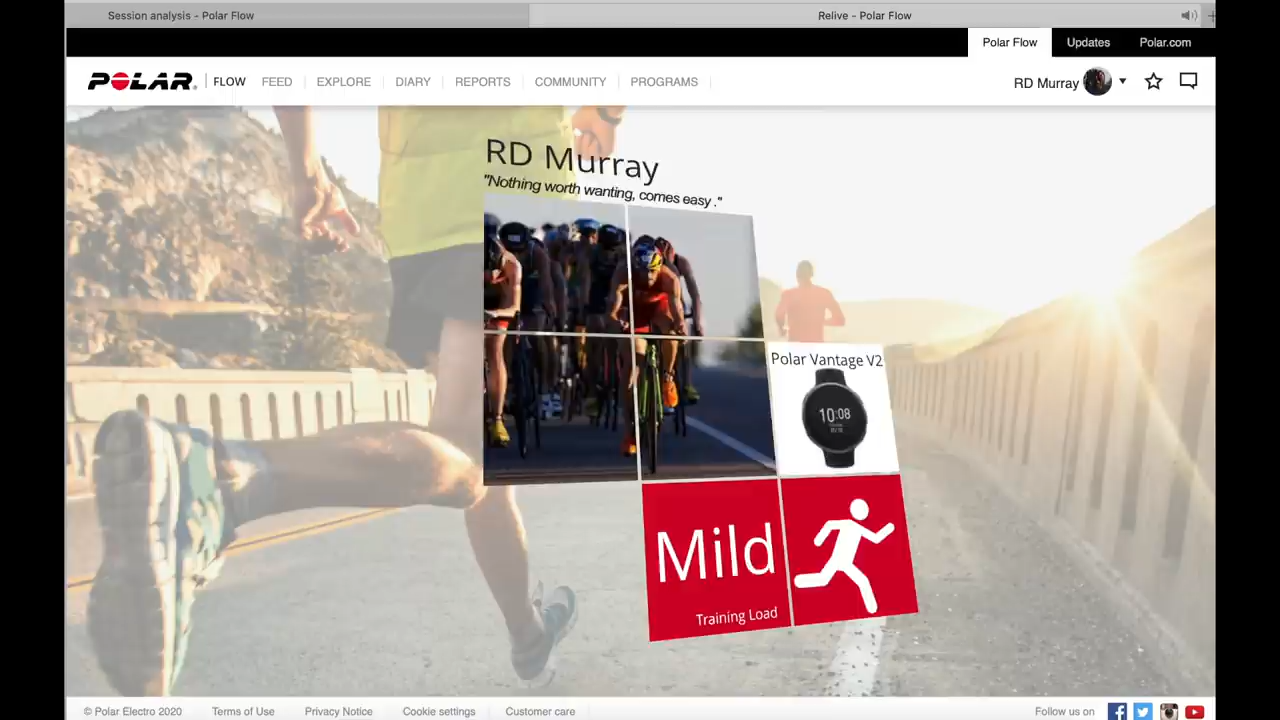 Session analysis - Polar Flow
Relive - Polar Flow
Polar Flow Updates Polar.com
POLAR FLOW FEED EXPLORE DIARY REPORTS COMMUNITY PROGRAMS RD Murray
RD Murray
"Nothing worth wanting, comes easy ."
Polar Vantage V2
10:08
Mild
Training Load
© Polar Electro 2020 Terms of Use Privacy Notice Cookie settings Customer care Follow us on